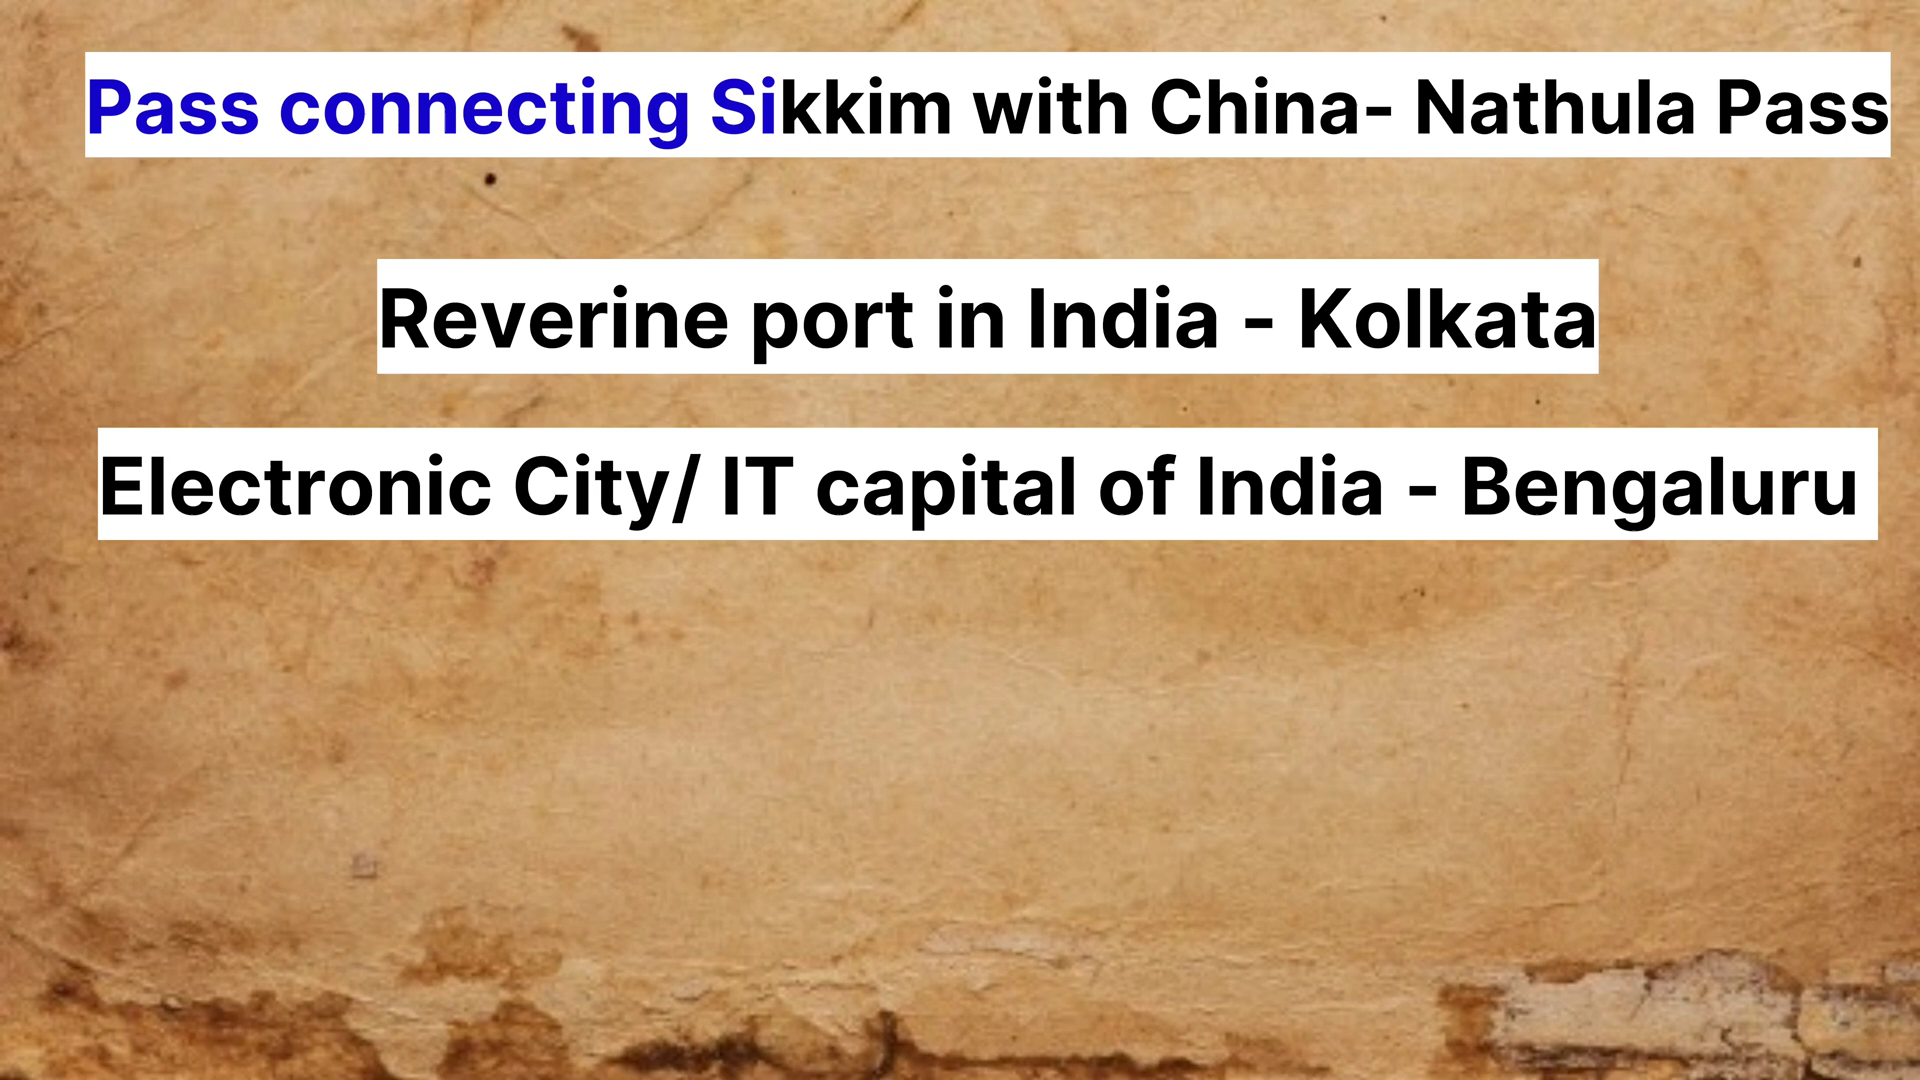 Pass connecting Sikkim with China- Nathula Pass
Reverine port in India - Kolkata
Electronic City/ IT capital of India - Bengaluru